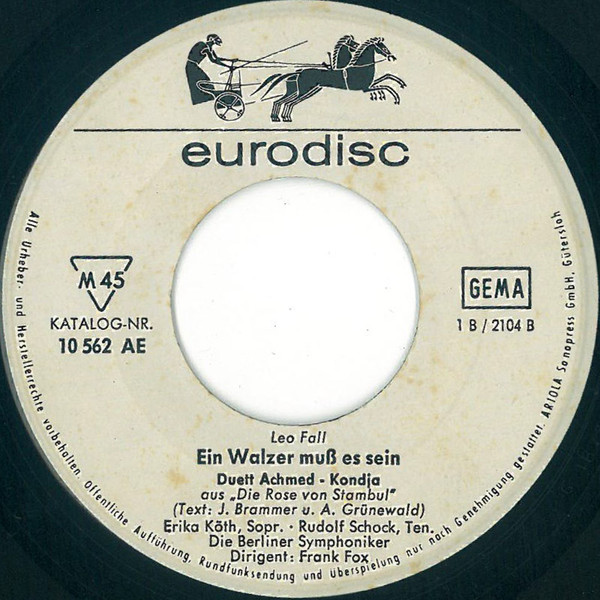 eurodisc
M 45
KATALOG-NR.
10 562 AE
GEMA
1 B / 2104 B
Leo Fall
Ein Walzer muß es sein
Duett Achmed - Kondja
aus „Die Rose von Stambul"
(Text: J. Brammer u. A. Grünewald)
Erika Köth, Sopr. · Rudolf Schock, Ten.
Die Berliner Symphoniker
Dirigent: Frank Fox
Alle Urheber- und Herstellerrechte vorbehalten. Öffentliche Aufführung, Rundfunksendung und Überspielung nur nach Genehmigung gestattet. ARIOLA Sonopress GmbH, Gütersloh